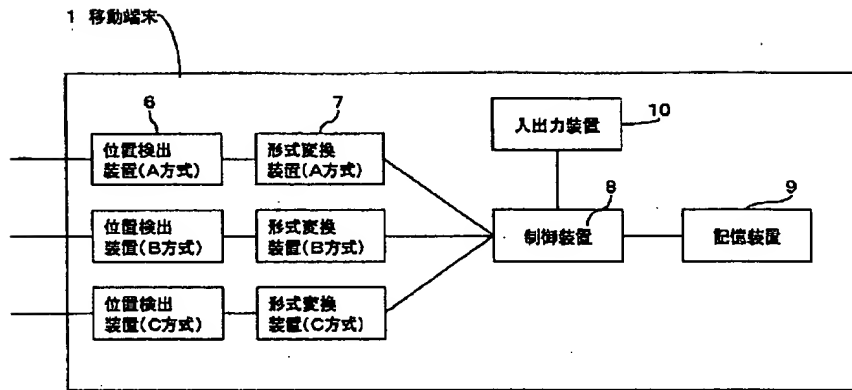 1 移動端末
6
7
位置検出
装置(A方式)
形式変換
装置(A方式)
入出力装置
10
位置検出
装置(B方式)
形式変換
装置(B方式)
8
制御装置
9
記憶装置
位置検出
装置(C方式)
形式変換
装置(C方式)